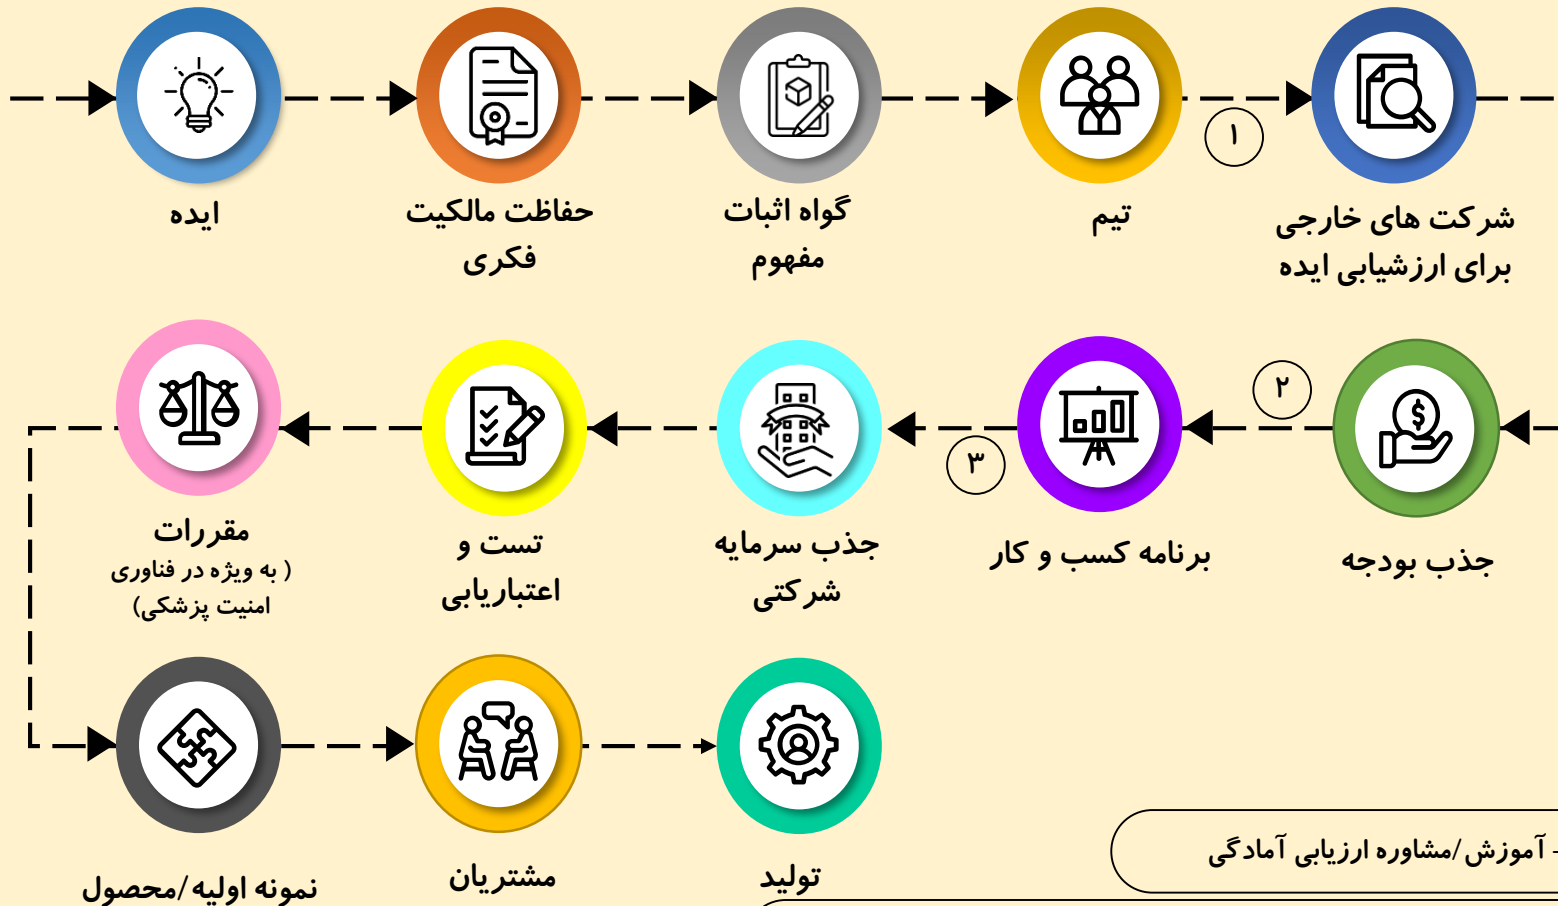 ایده
حفاظت مالکیت
فکری
گواه اثبات
مفهوم
تیم
۱
شرکت های خارجی
برای ارزشیابی ایده
جذب بودجه
۲
برنامه کسب و کار
۳
جذب سرمایه
شرکتی
تست و
اعتباریابی
مقررات
( به ویژه در فناوری
امنیت پزشکی)
نمونه اولیه/محصول
مشتریان
تولید
- آموزش/مشاوره ارزیابی آمادگی